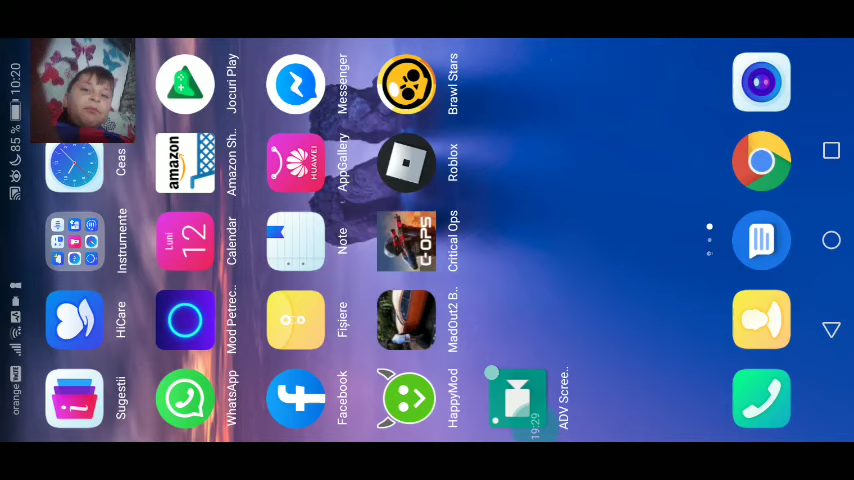 orange
85 %
10:20
Sugestii
HiCare
Instrumente
Ceas
WhatsApp
Mod Petrec..
Luni
12
Calendar
amazon
Amazon Sh..
Jocuri Play
Facebook
Fișiere
Note
HUAWEI
AppGallery
Messenger
HappyMod
MadOut2 B..
C-OPS
Critical Ops
Roblox
Brawl Stars
19:29
ADV Scree..